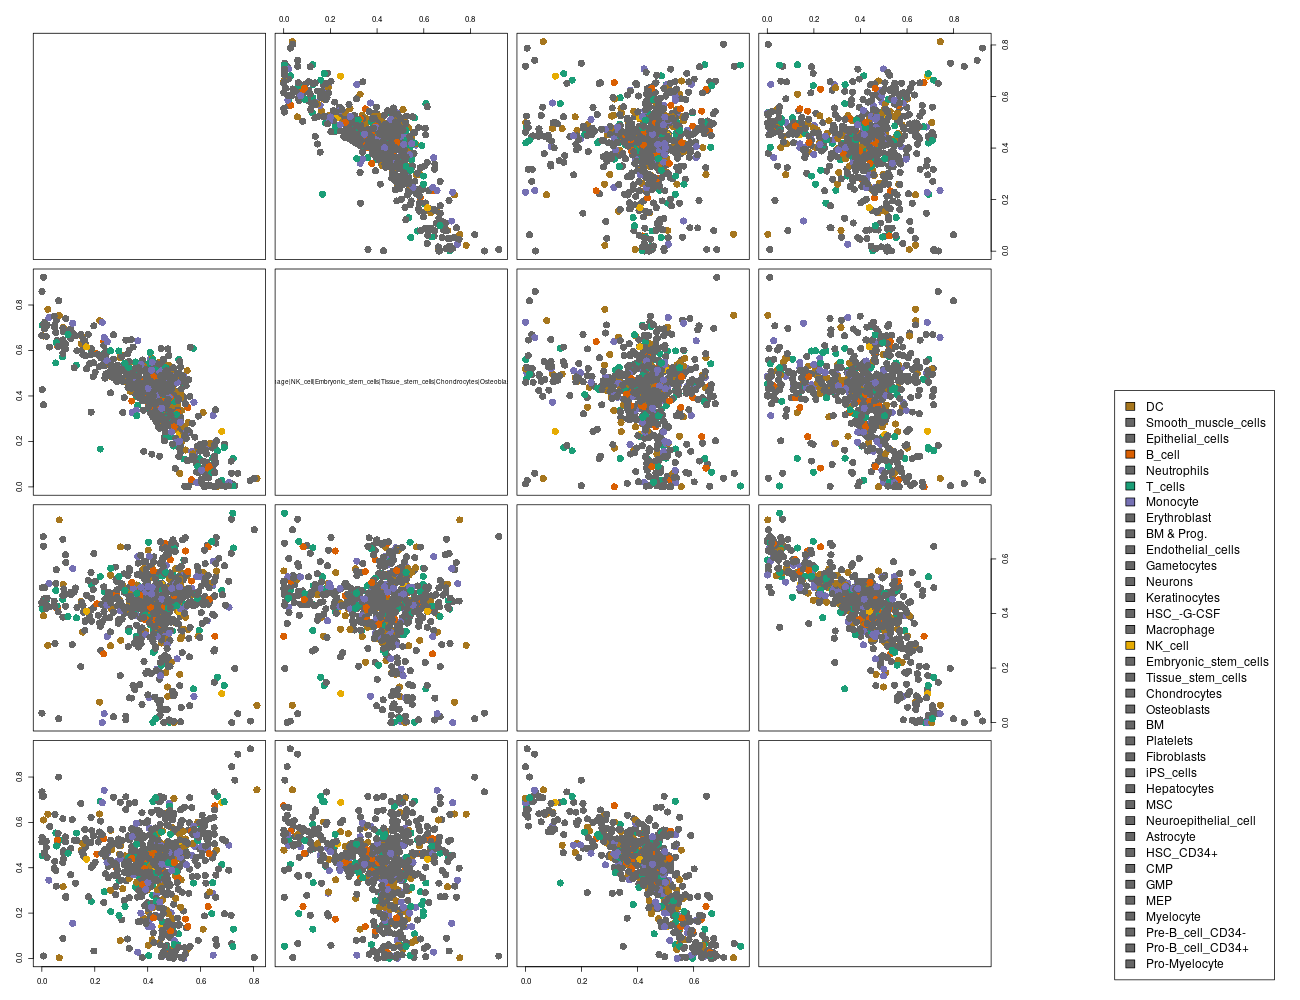 0.0 0.2 0.4 0.6 0.8
0.0 0.2 0.4 0.6 0.8
0.8
0.6
0.4
0.2
0.0
0.8
0.6
0.4
0.2
0.0
age|NK_cell|Embryonic_stem_cells|Tissue_stem_cells|Chondrocytes|Osteobla
0.6
0.4
0.2
0.0
0.8
0.6
0.4
0.2
0.0
0.0 0.2 0.4 0.6 0.8
0.0 0.2 0.4 0.6
DC
Smooth_muscle_cells
Epithelial_cells
B_cell
Neutrophils
T_cells
Monocyte
Erythroblast
BM & Prog.
Endothelial_cells
Gametocytes
Neurons
Keratinocytes
HSC_-G-CSF
Macrophage
NK_cell
Embryonic_stem_cells
Tissue_stem_cells
Chondrocytes
Osteoblasts
BM
Platelets
Fibroblasts
iPS_cells
Hepatocytes
MSC
Neuroepithelial_cell
Astrocyte
HSC_CD34+
CMP
GMP
MEP
Myelocyte
Pre-B_cell_CD34-
Pro-B_cell_CD34+
Pro-Myelocyte